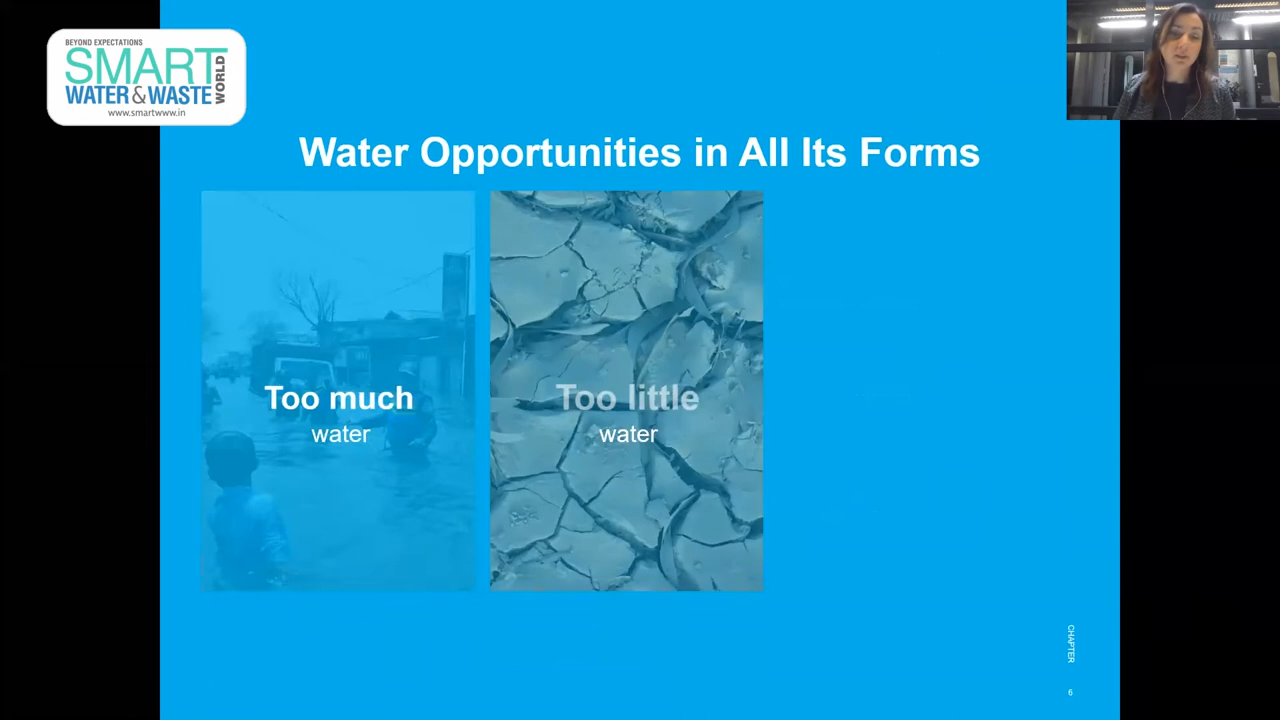 BEYOND EXPECTATIONS
SMART
WATER & WASTE
WORLD
www.smartwww.in
Water Opportunities in All Its Forms
Too much
water
Too little
water
CHAPTER
6